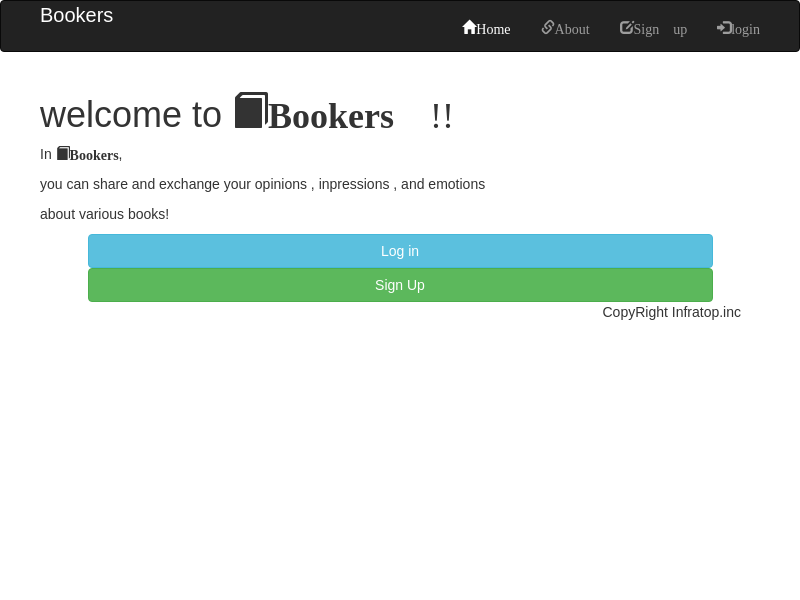 Bookers
Home About Sign up login
welcome to Bookers !!
In Bookers,
you can share and exchange your opinions , inpressions , and emotions
about various books!
Log in
Sign Up
CopyRight Infratop.inc